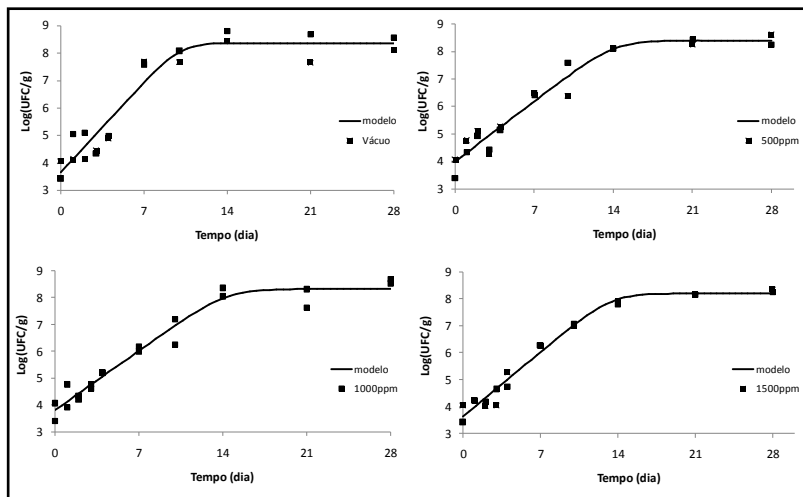 9
8
7
6
5
4
3
Log(UFC/g)
modelo
Vácuo
0 7 14 21 28
Tempo (dia)
9
8
7
6
5
4
3
Log(UFC/g)
modelo
500ppm
0 7 14 21 28
Tempo (dia)
9
8
7
6
5
4
3
Log(UFC/g)
modelo
1000ppm
0 7 14 21 28
Tempo (dia)
9
8
7
6
5
4
3
Log(UFC/g)
modelo
1500ppm
0 7 14 21 28
Tempo (dia)